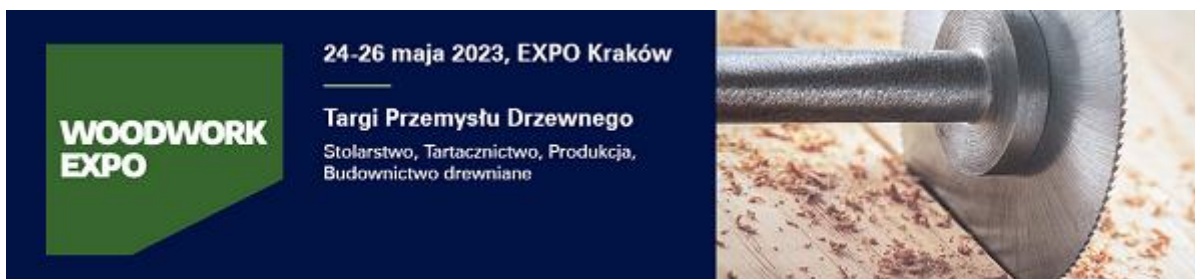 WOODWORK
EXPO
24-26 maja 2023, EXPO Kraków
Targi Przemysłu Drzewnego
Stolarstwo, Tartacznictwo, Produkcja,
Budownictwo drewniane